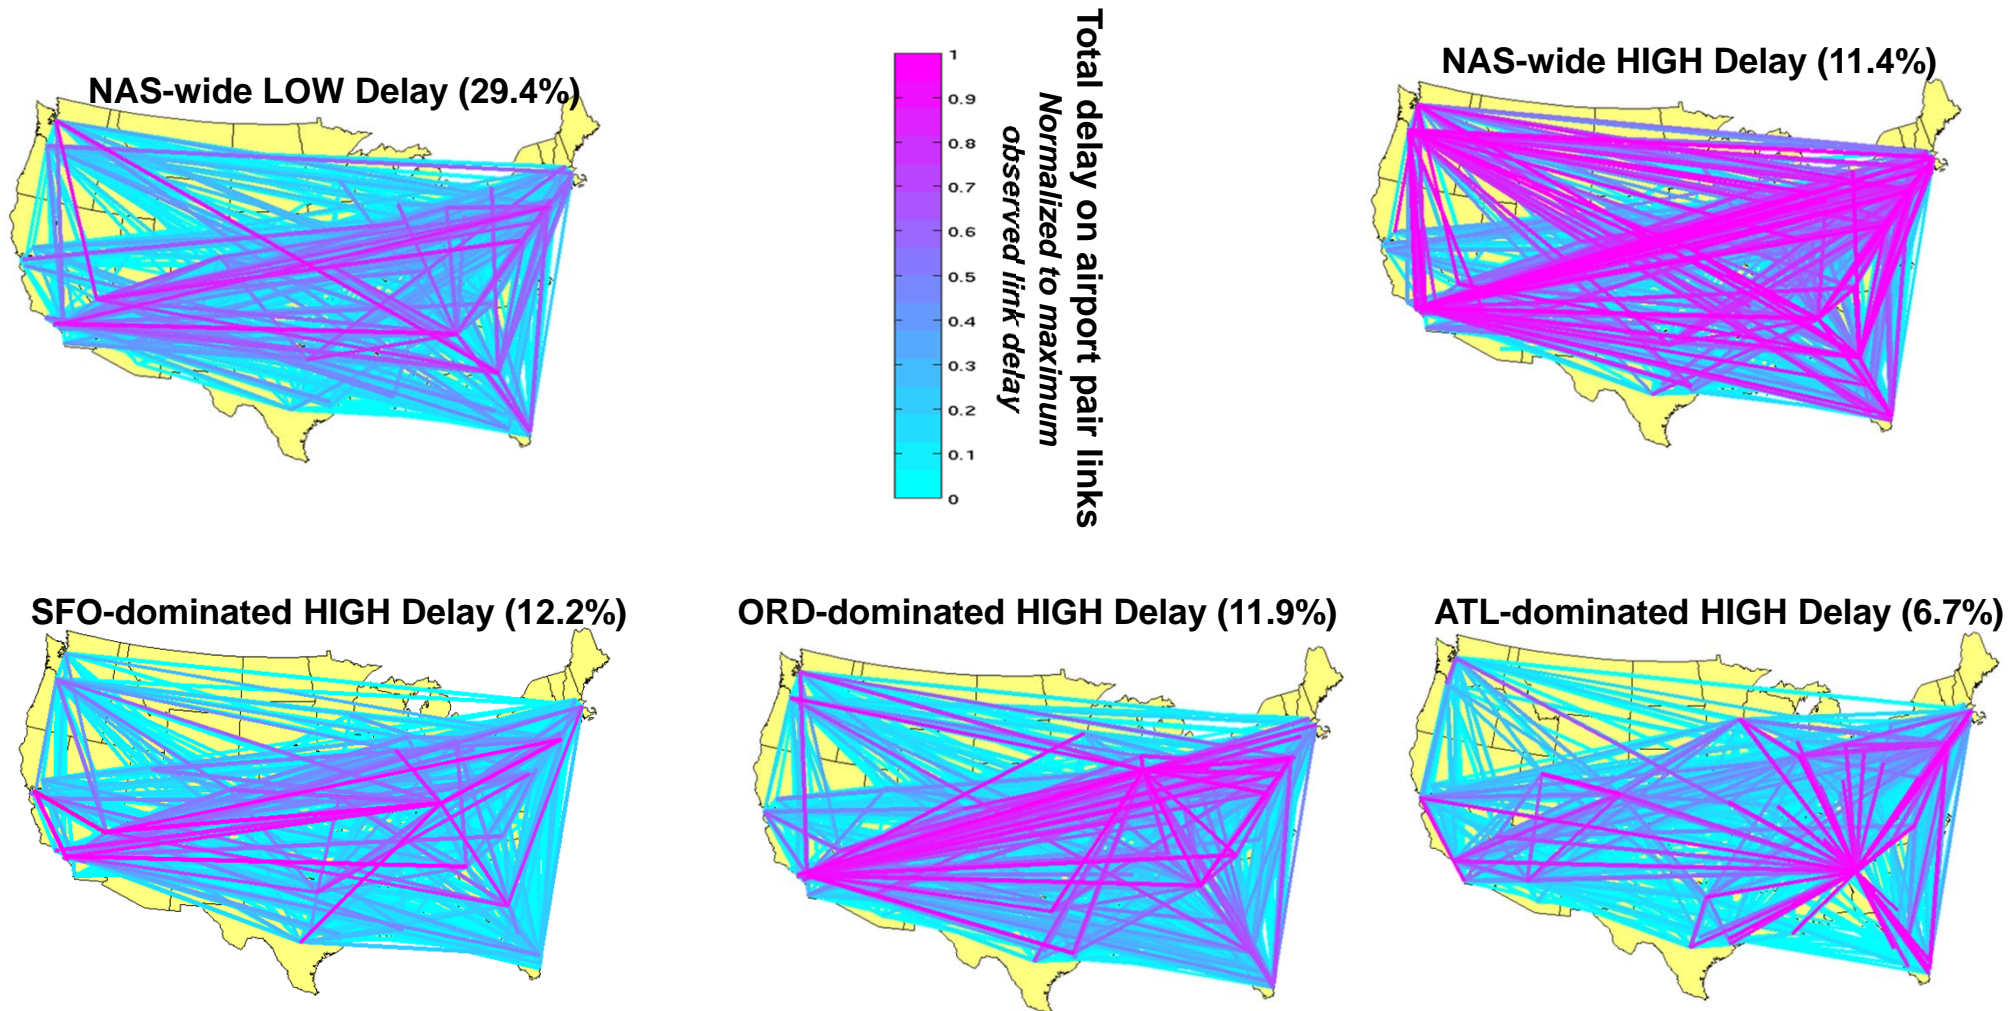 NAS-wide LOW Delay (29.4%)
1
0.9
0.8
0.7
0.6
0.5
0.4
0.3
0.2
0.1
0
Total delay on airport pair links
Normalized to maximum
observed link delay
NAS-wide HIGH Delay (11.4%)
SFO-dominated HIGH Delay (12.2%)
ORD-dominated HIGH Delay (11.9%)
ATL-dominated HIGH Delay (6.7%)